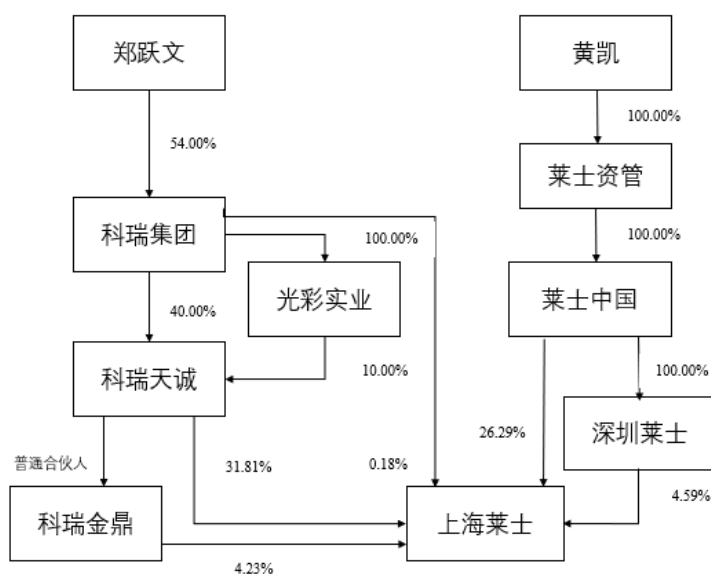 郑跃文
黄凯
100.00%
54.00%
莱士资管
科瑞集团
100.00%
100.00%
光彩实业
莱士中国
40.00%
科瑞天诚
10.00%
100.00%
深圳莱士
26.29%
普通合伙人
31.81%
0.18%
4.59%
科瑞金鼎
上海莱士
4.23%